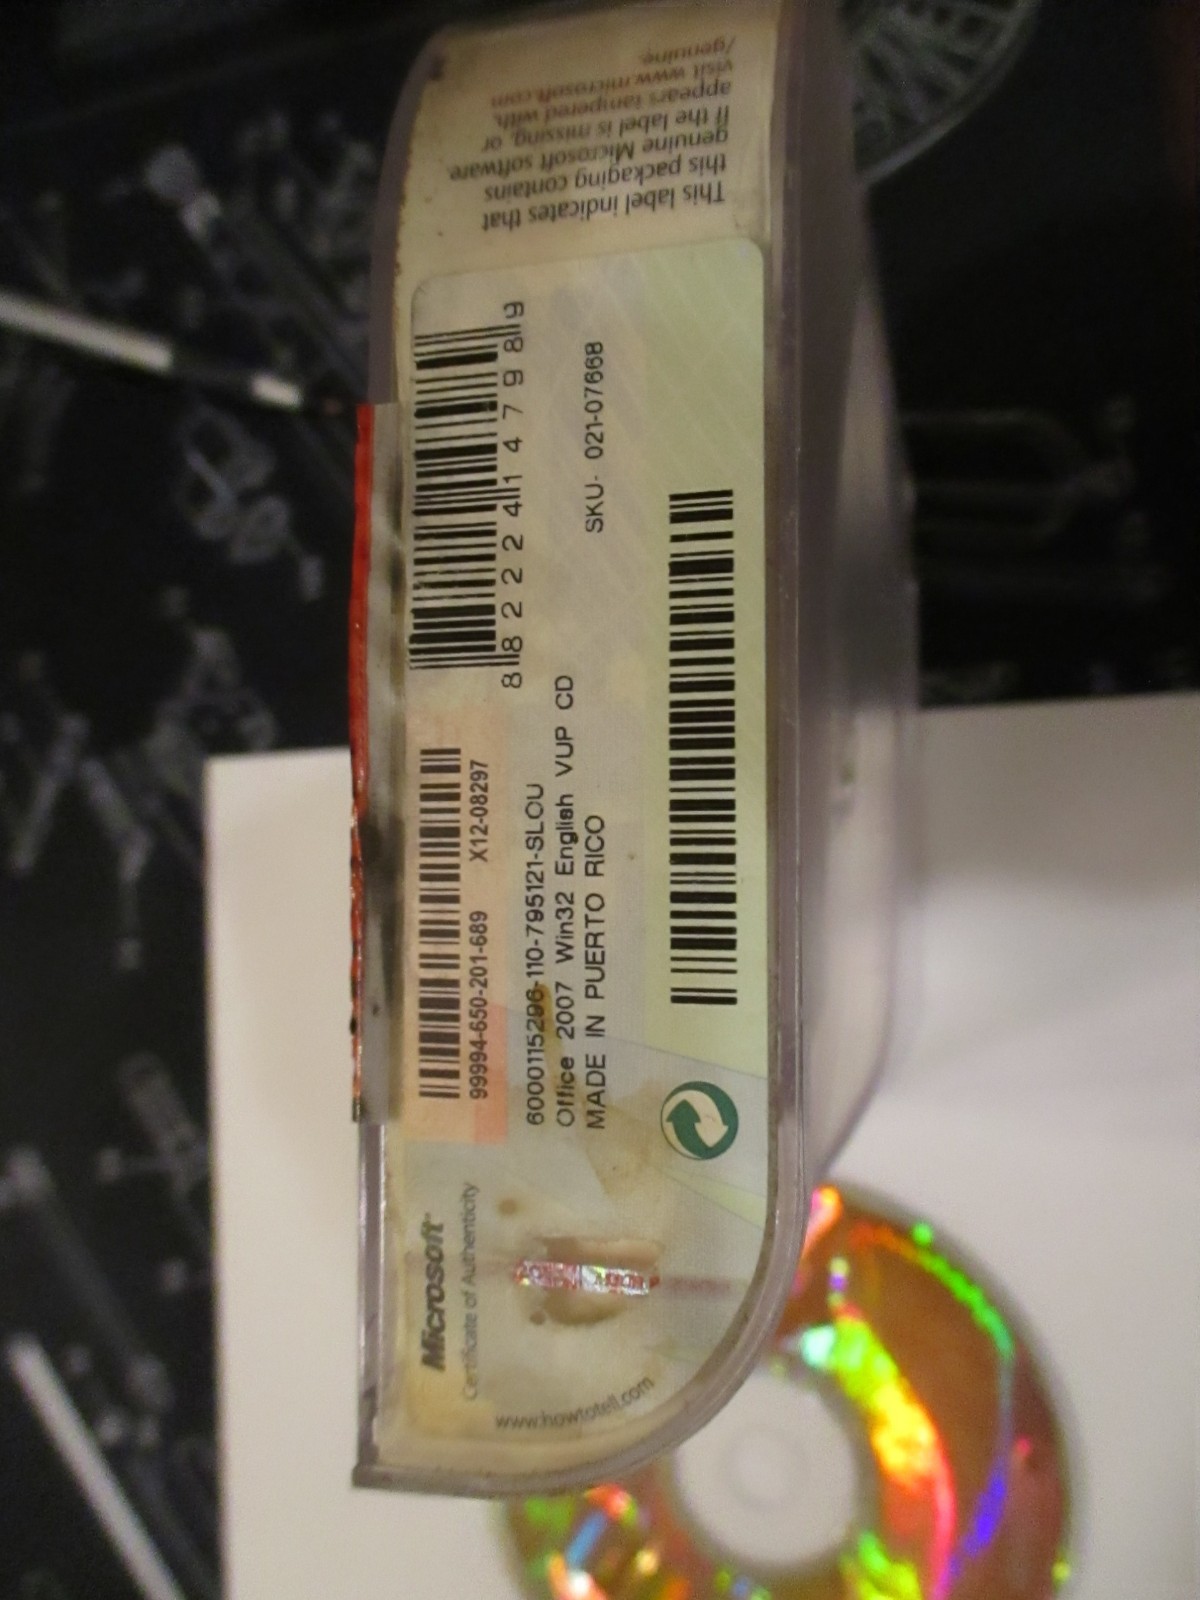 This label indicates that
this packaging contains
genuine Microsoft software.
If the label is missing, or
appears tampered with,
visit www.microsoft.com
/genuine.
Microsoft
Certificate of Authenticity
www.howtotell.com
99994-650-201-689 X12-08297
6000115296-110-795121-SLOU
Office 2007 Win32 English VUP CD
MADE IN PUERTO RICO
8 82224 14798 9
SKU- 021-07668